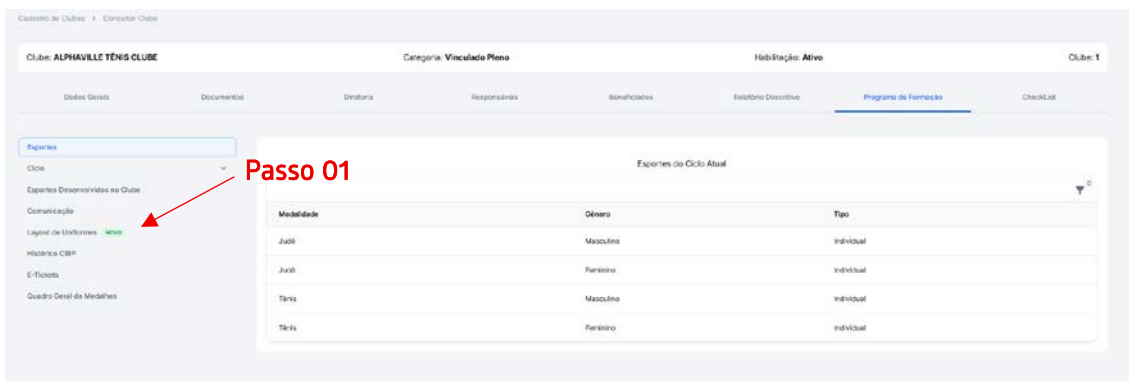 Cadastro de Clubes > Consultar Clube
Clube: ALPHAVILLE TÊNIS CLUBE Categoria: Vinculado Pleno Habilitação: Ativo Clube: 1
Dados Gerais Documentos Diretoria Responsáveis Beneficiados Relatório Descritivo Programa de Formação CheckList
Esportes
Ciclo
Esportes Desenvolvidos no Clube
Comunicação
Layout de Uniformes NOVO
Histórico CBI®
E-Tickets
Quadro Geral de Medalhas
Passo 01
Esportes do Ciclo Atual
0
Modalidade Gênero Tipo
Judô Masculino Individual
Judô Feminino Individual
Tênis Masculino Individual
Tênis Feminino Individual